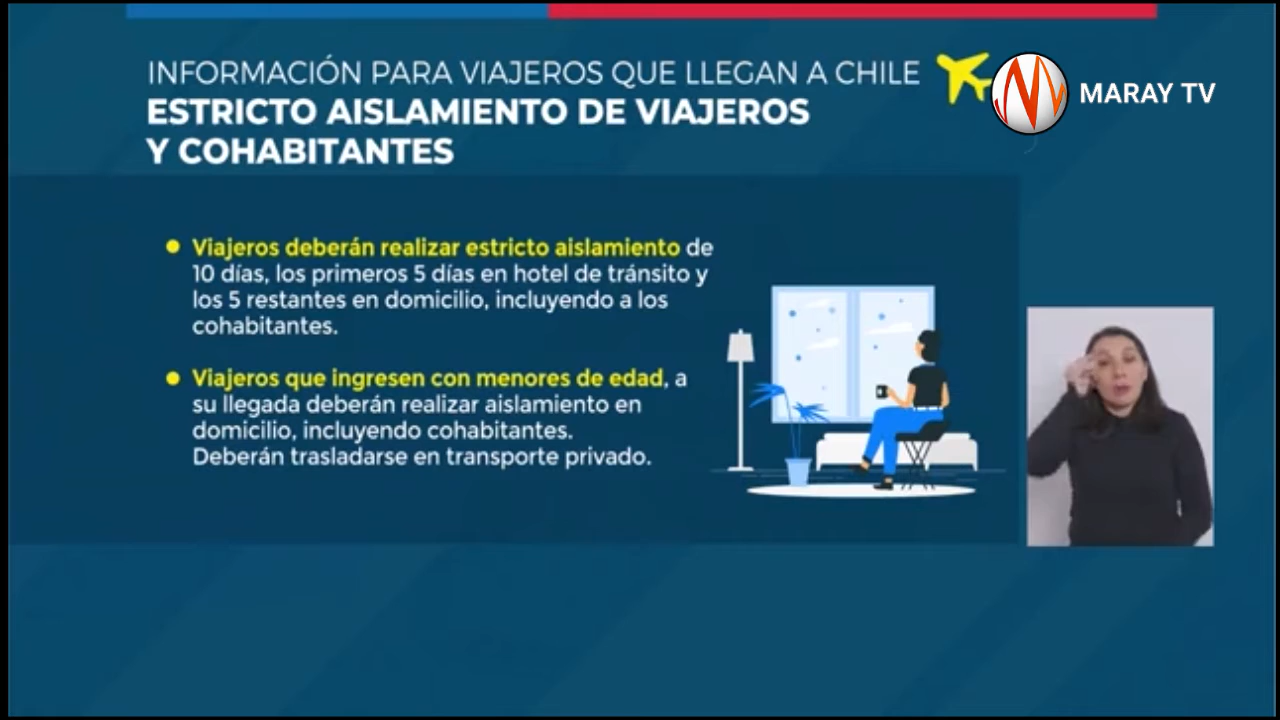 INFORMACIÓN PARA VIAJEROS QUE LLEGAN A CHILE
MARAY TV
ESTRICTO AISLAMIENTO DE VIAJEROS
Y COHABITANTES
Viajeros deberán realizar estricto aislamiento de
10 días, los primeros 5 días en hotel de tránsito y
los 5 restantes en domicilio, incluyendo a los
cohabitantes.
Viajeros que ingresen con menores de edad, a
su llegada deberán realizar aislamiento en
domicilio, incluyendo cohabitantes.
Deberán trasladarse en transporte privado.